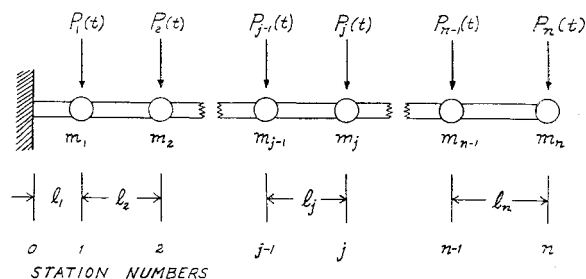 P₁(t) P₂(t) Pⱼ₋₁(t) Pⱼ(t) Pₙ₋₁(t) Pₙ(t)
m₁ m₂ mⱼ₋₁ mⱼ mₙ₋₁ mₙ
ℓ₁ ℓ₂ ℓⱼ ℓₙ
0 1 2 j-1 j n-1 n
STATION NUMBERS